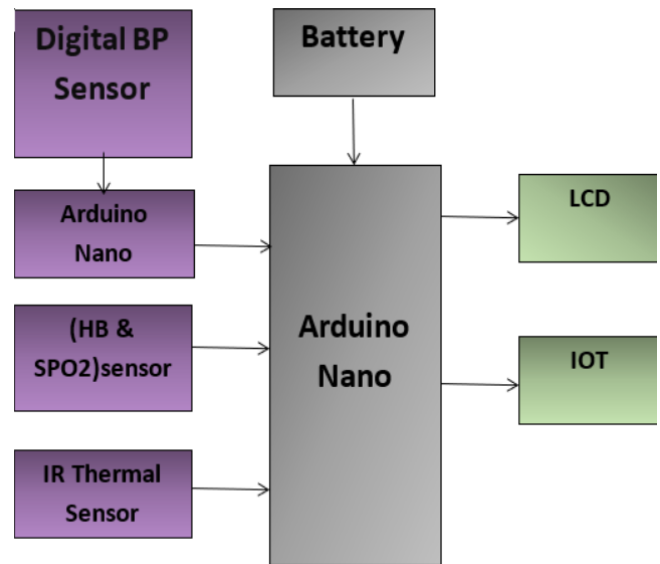 Digital BP
Sensor
Battery
Arduino
Nano
LCD
(HB &
SPO2)sensor
Arduino
Nano
IOT
IR Thermal
Sensor